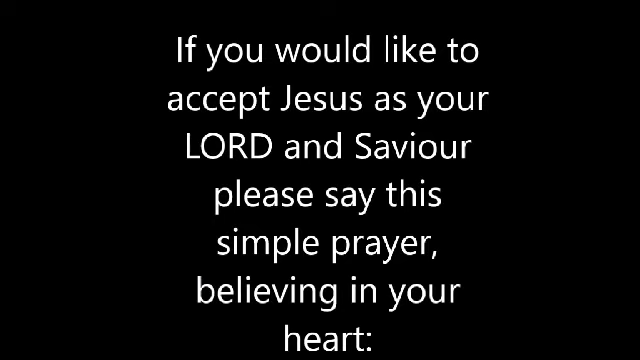 If you would like to
accept Jesus as your
LORD and Saviour
please say this
simple prayer,
believing in your
heart: